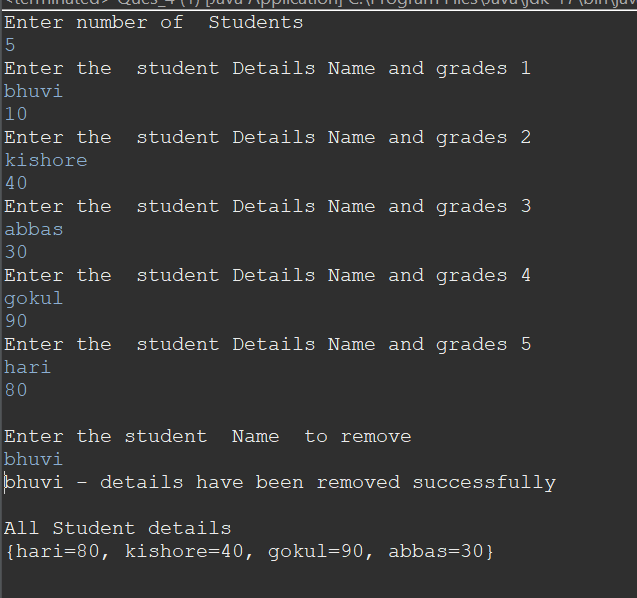 <terminated> Ques_4 (1) [Java Application] C:\Program Files\Java\jdk-17\bin\jav
Enter number of  Students
5
Enter the  student Details Name and grades 1
bhuvi
10
Enter the  student Details Name and grades 2
kishore
40
Enter the  student Details Name and grades 3
abbas
30
Enter the  student Details Name and grades 4
gokul
90
Enter the  student Details Name and grades 5
hari
80
Enter the student  Name  to remove
bhuvi
bhuvi - details have been removed successfully
All Student details
{hari=80, kishore=40, gokul=90, abbas=30}